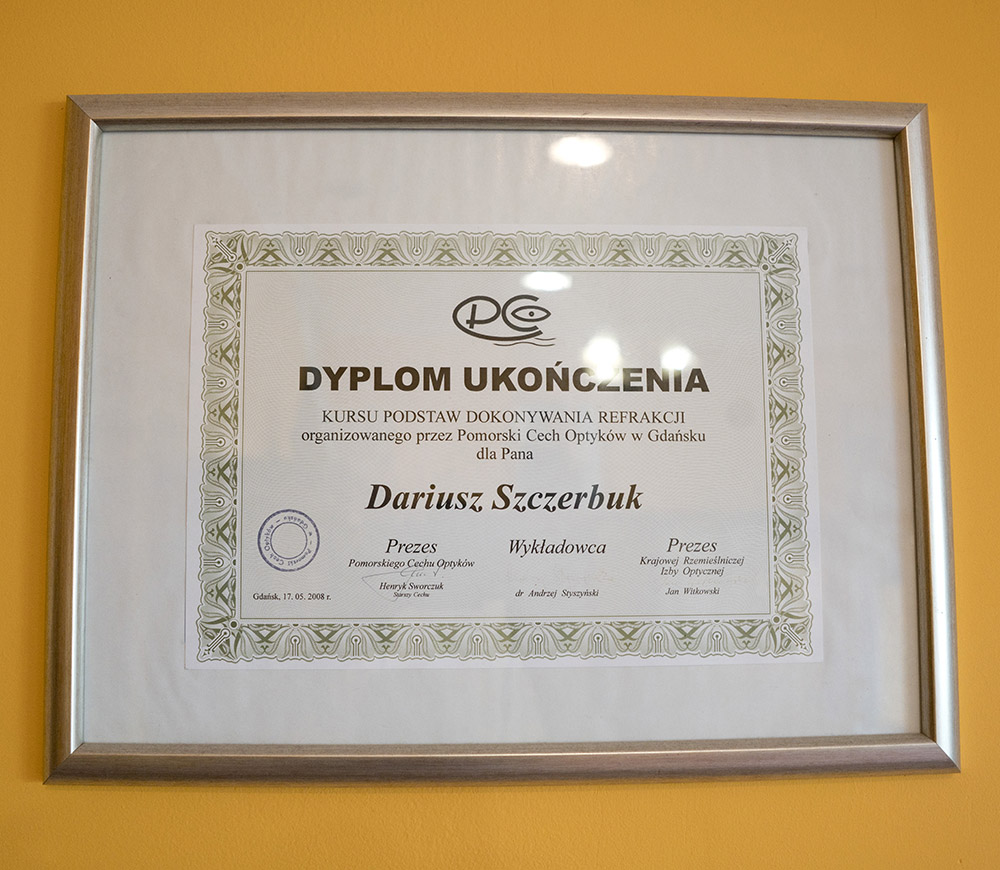 PCO
DYPLOM UKOŃCZENIA
KURSU PODSTAW DOKONYWANIA REFRAKCJI
organizowanego przez Pomorski Cech Optyków w Gdańsku
dla Pana
Dariusz Szczerbuk
Prezes
Pomorskiego Cechu Optyków
Henryk Sworczuk
Starszy Cechu
Wykładowca
dr Andrzej Styszyński
Prezes
Krajowej Rzemieślniczej
Izby Optycznej
Jan Witkowski
Gdańsk, 17. 05. 2008 r.